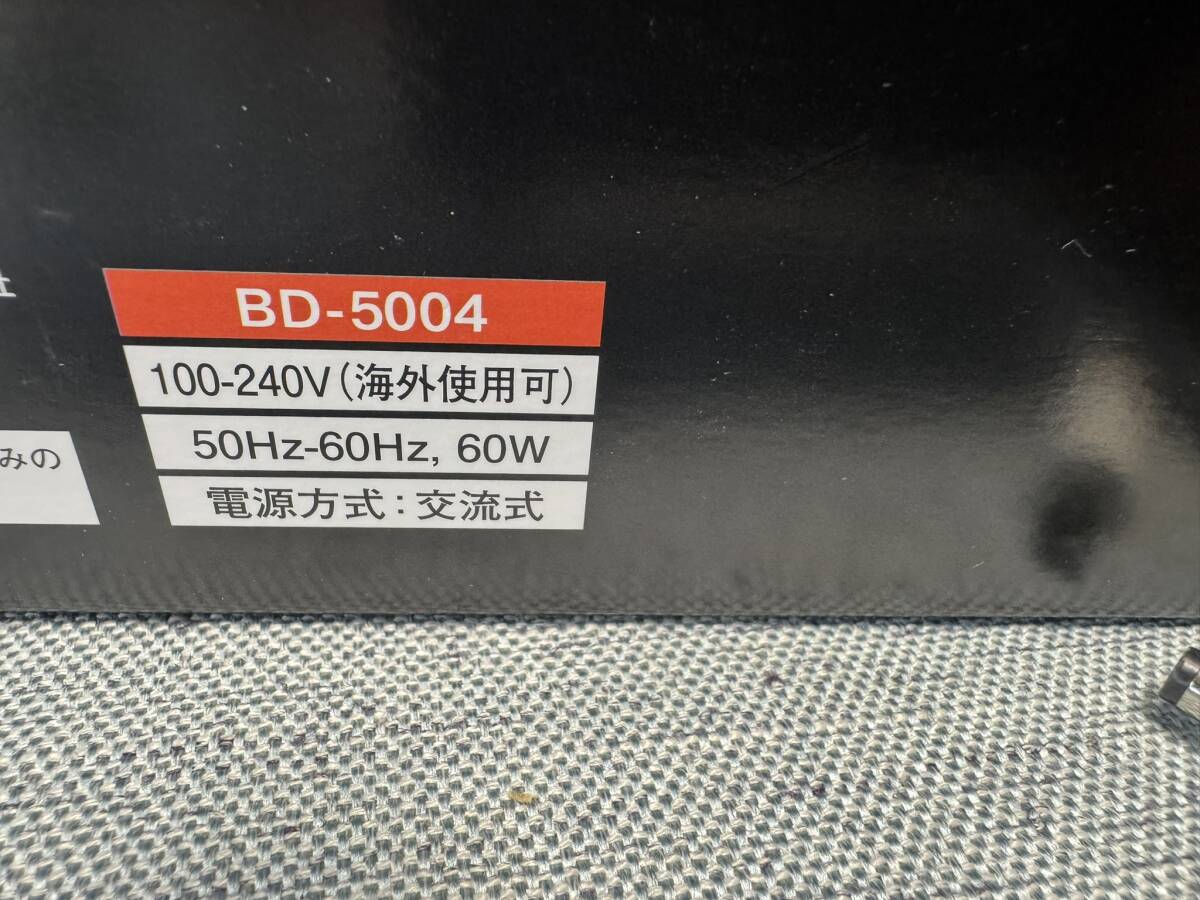 社
BD-5004
100-240V（海外使用可）
みの
50Hz-60Hz, 60W
電源方式：交流式